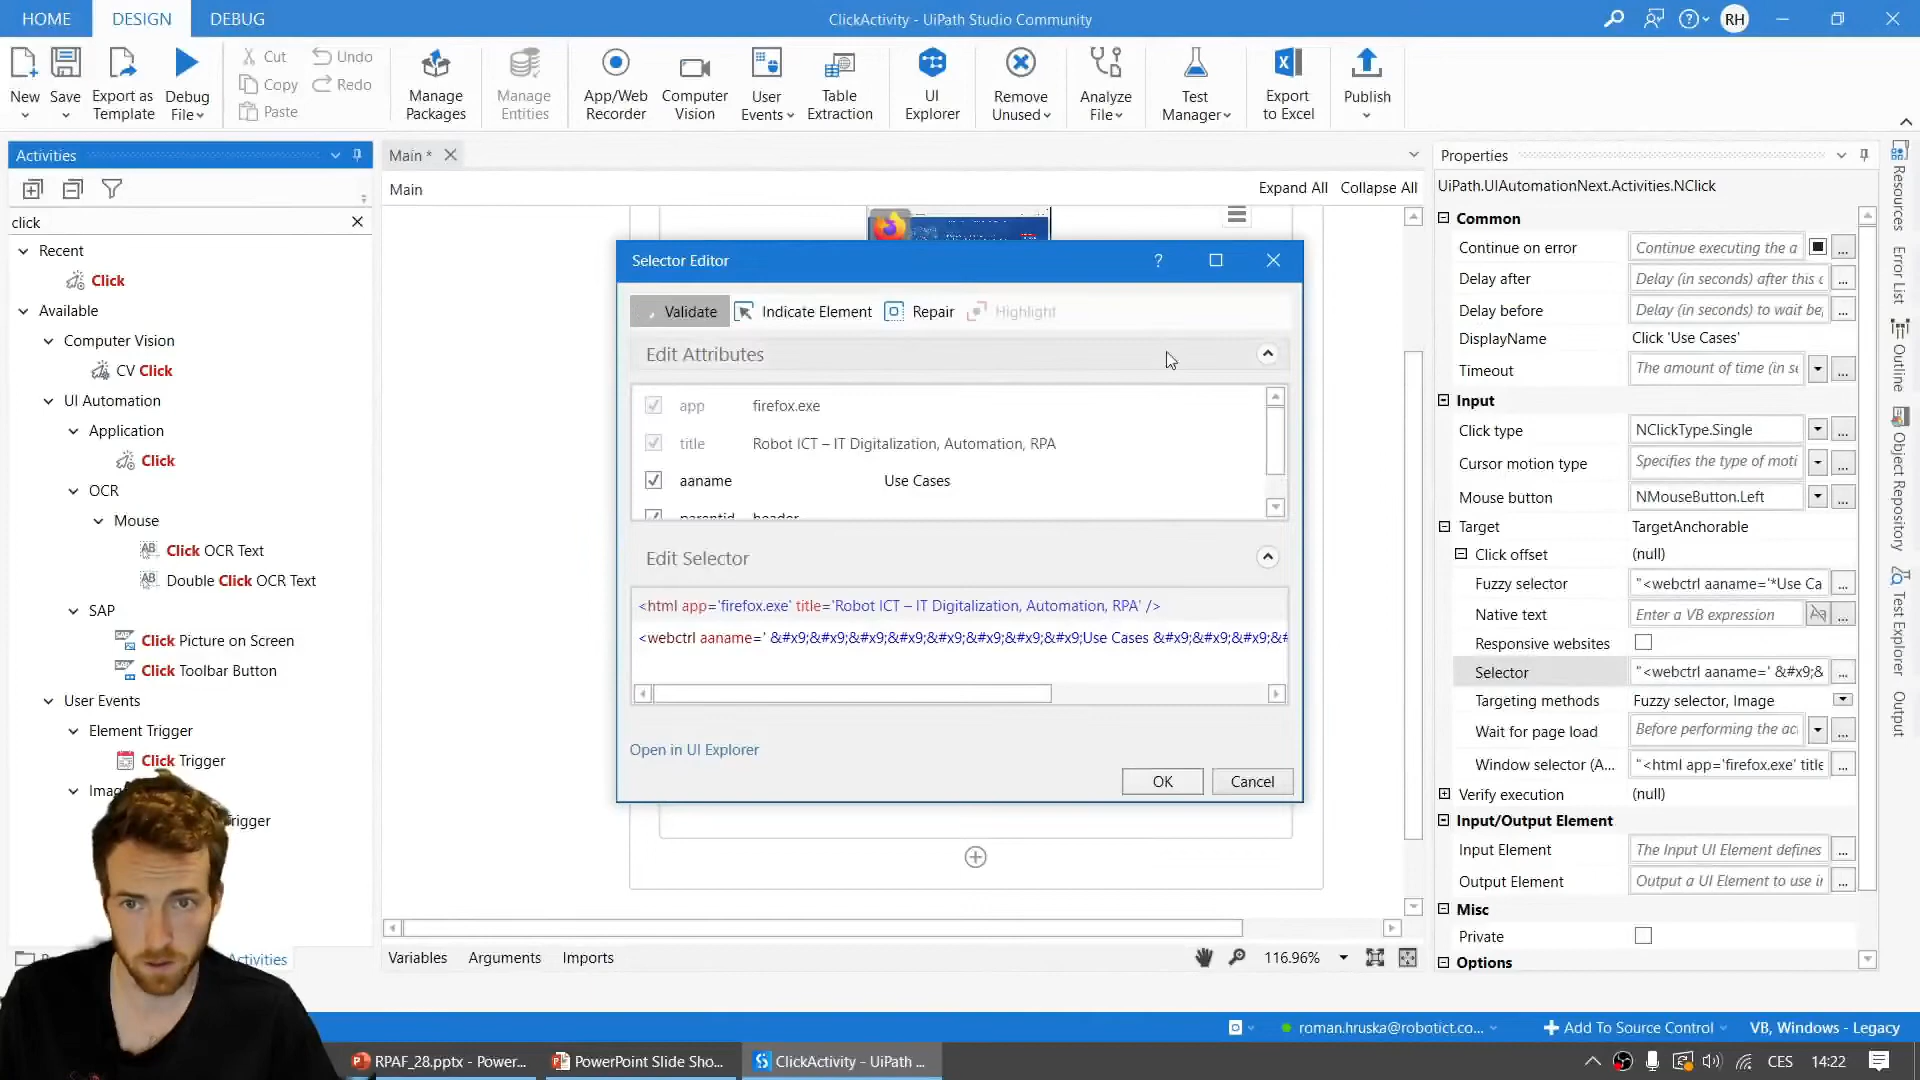 HOME DESIGN DEBUG
ClickActivity - UiPath Studio Community
RH
New
Save
Export as Template
Debug File
Cut
Copy
Paste
Undo
Redo
Manage Packages
Manage Entities
App/Web Recorder
Computer Vision
User Events
Table Extraction
UI Explorer
Remove Unused
Analyze File
Test Manager
Export to Excel
Publish
Activities
click
Recent
Click
Available
Computer Vision
CV Click
UI Automation
Application
Click
OCR
Mouse
Click OCR Text
Double Click OCR Text
SAP
Click Picture on Screen
Click Toolbar Button
User Events
Element Trigger
Click Trigger
Activities
Main *
Main
Expand All Collapse All
Selector Editor
Validate Indicate Element Repair Highlight
Edit Attributes
app firefox.exe
title Robot ICT – IT Digitalization, Automation, RPA
aaname Use Cases
parentid header
Edit Selector
<html app='firefox.exe' title='Robot ICT – IT Digitalization, Automation, RPA' />
<webctrl aaname=' &#x9;&#x9;&#x9;&#x9;&#x9;&#x9;&#x9;&#x9;Use Cases &#x9;&#x9;&#x9;&#
Open in UI Explorer
OK Cancel
Variables Arguments Imports
116.96%
Properties
UiPath.UIAutomationNext.Activities.NClick
Common
Continue on error Continue executing the a ...
Delay after Delay (in seconds) after this c ...
Delay before Delay (in seconds) to wait be ...
DisplayName Click 'Use Cases'
Timeout The amount of time (in se ...
Input
Click type NClickType.Single ...
Cursor motion type Specifies the type of moti ...
Mouse button NMouseButton.Left ...
Target TargetAnchorable
Click offset (null)
Fuzzy selector "<webctrl aaname='*Use Ca ...
Native text Enter a VB expression ...
Responsive websites
Selector "<webctrl aaname=' &#x9;& ...
Targeting methods Fuzzy selector, Image
Wait for page load Before performing the ac ...
Window selector (A... "<html app='firefox.exe' title ...
Verify execution (null)
Input/Output Element
Input Element The Input UI Element defines ...
Output Element Output a UI Element to use in ...
Misc
Private
Options
Resources
Error List
Outline
Object Repository
Test Explorer
Output
roman.hruska@robotict.co...
Add To Source Control
VB, Windows - Legacy
RPAF_28.pptx - Power...
PowerPoint Slide Sho...
ClickActivity - UiPath ...
CES
14:22